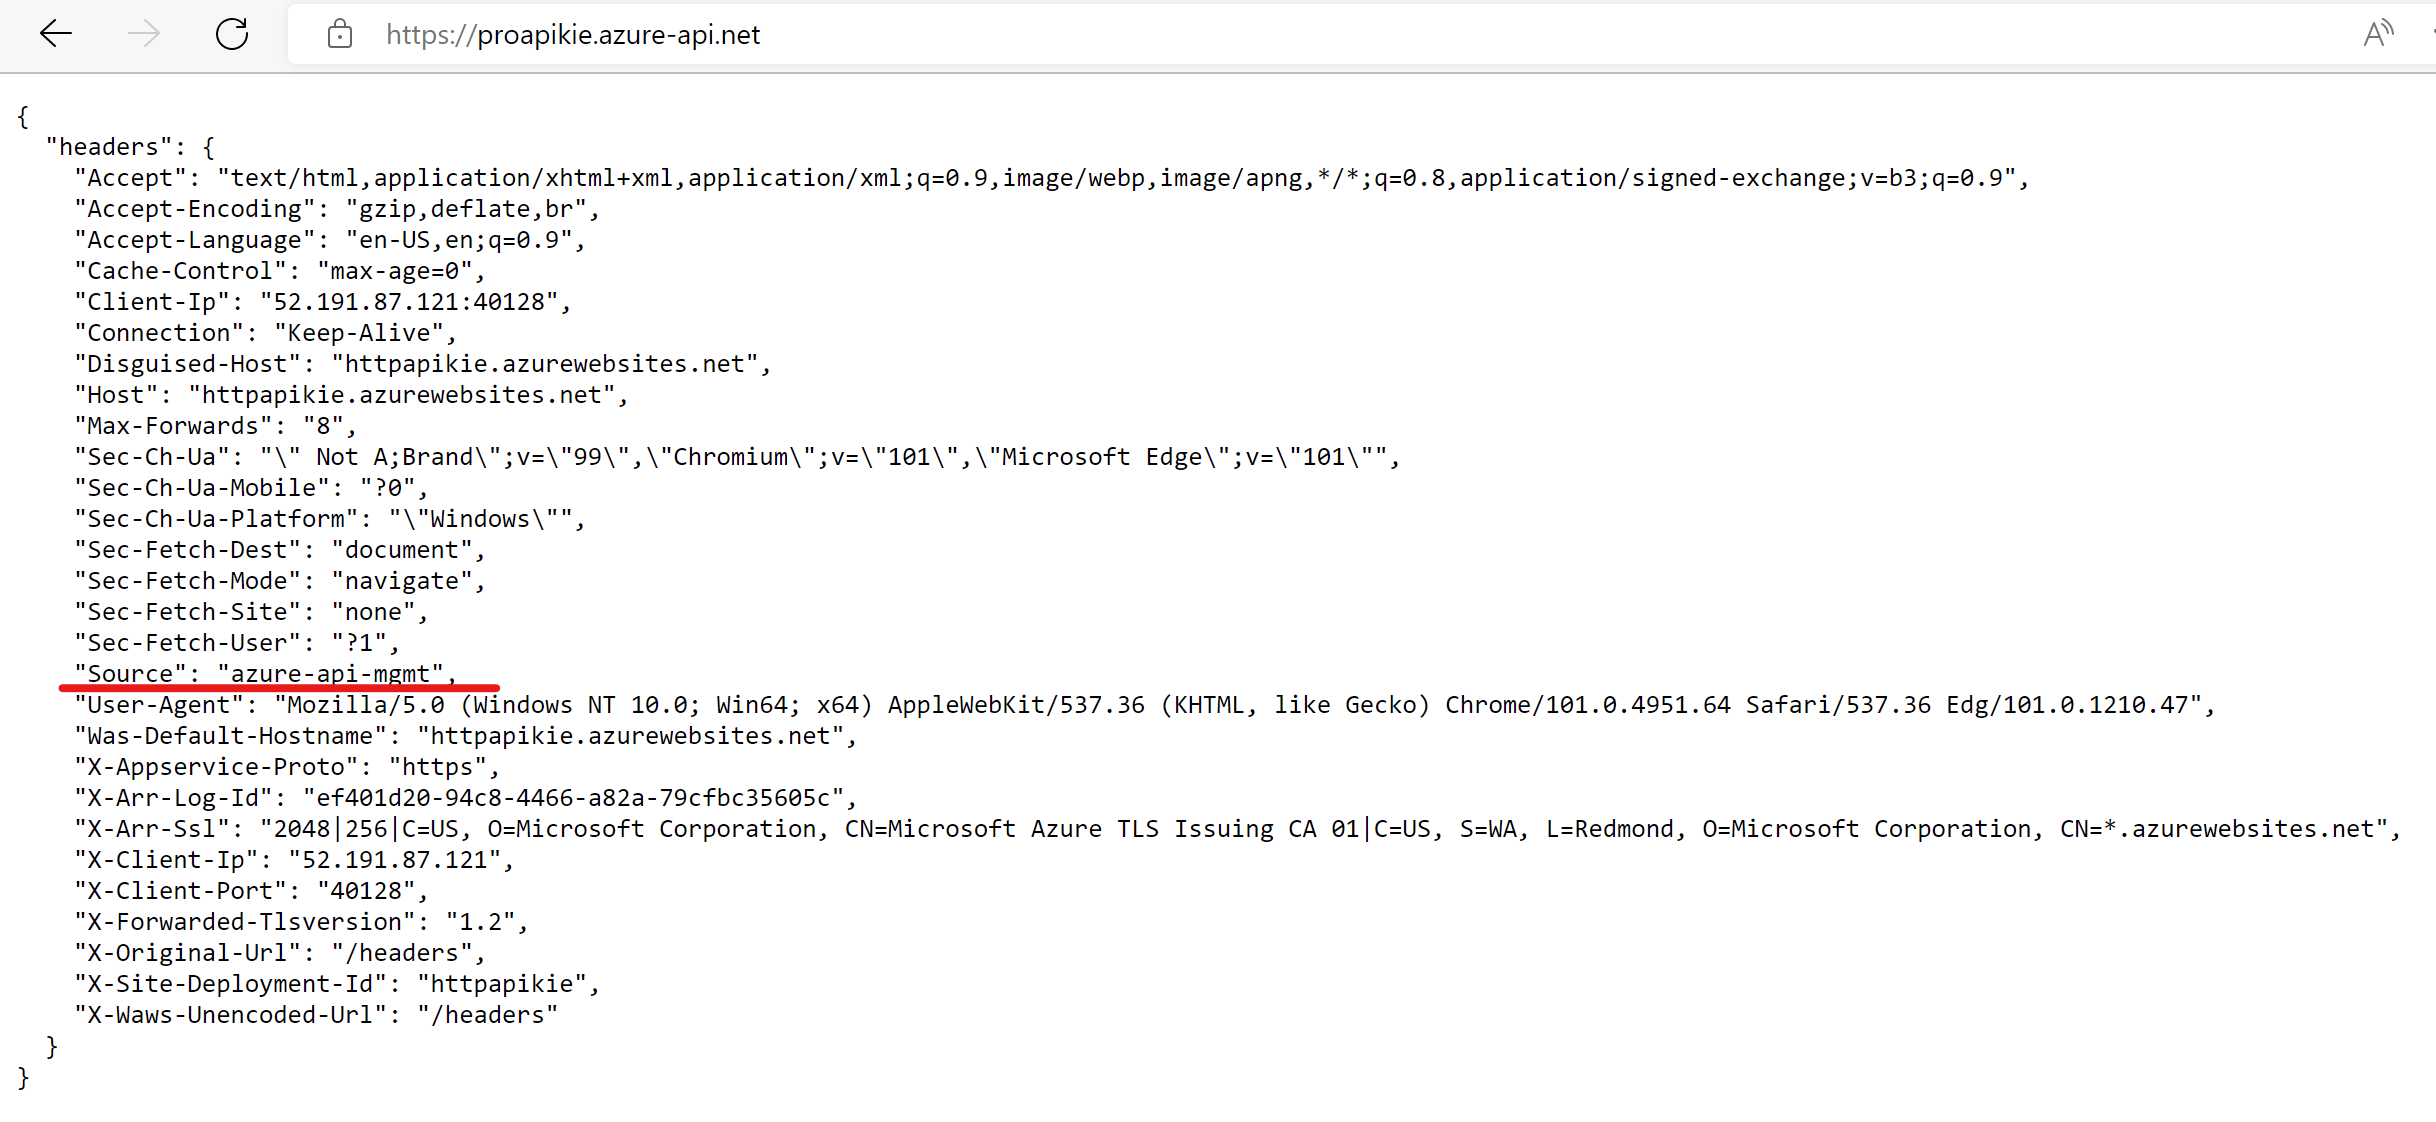 https://proapikie.azure-api.net
{
  "headers": {
    "Accept": "text/html,application/xhtml+xml,application/xml;q=0.9,image/webp,image/apng,*/*;q=0.8,application/signed-exchange;v=b3;q=0.9",
    "Accept-Encoding": "gzip,deflate,br",
    "Accept-Language": "en-US,en;q=0.9",
    "Cache-Control": "max-age=0",
    "Client-Ip": "52.191.87.121:40128",
    "Connection": "Keep-Alive",
    "Disguised-Host": "httpapikie.azurewebsites.net",
    "Host": "httpapikie.azurewebsites.net",
    "Max-Forwards": "8",
    "Sec-Ch-Ua": "\" Not A;Brand\";v=\"99\",\"Chromium\";v=\"101\",\"Microsoft Edge\";v=\"101\"",
    "Sec-Ch-Ua-Mobile": "?0",
    "Sec-Ch-Ua-Platform": "\"Windows\"",
    "Sec-Fetch-Dest": "document",
    "Sec-Fetch-Mode": "navigate",
    "Sec-Fetch-Site": "none",
    "Sec-Fetch-User": "?1",
    "Source": "azure-api-mgmt",
    "User-Agent": "Mozilla/5.0 (Windows NT 10.0; Win64; x64) AppleWebKit/537.36 (KHTML, like Gecko) Chrome/101.0.4951.64 Safari/537.36 Edg/101.0.1210.47",
    "Was-Default-Hostname": "httpapikie.azurewebsites.net",
    "X-Appservice-Proto": "https",
    "X-Arr-Log-Id": "ef401d20-94c8-4466-a82a-79cfbc35605c",
    "X-Arr-Ssl": "2048|256|C=US, O=Microsoft Corporation, CN=Microsoft Azure TLS Issuing CA 01|C=US, S=WA, L=Redmond, O=Microsoft Corporation, CN=*.azurewebsites.net",
    "X-Client-Ip": "52.191.87.121",
    "X-Client-Port": "40128",
    "X-Forwarded-Tlsversion": "1.2",
    "X-Original-Url": "/headers",
    "X-Site-Deployment-Id": "httpapikie",
    "X-Waws-Unencoded-Url": "/headers"
  }
}